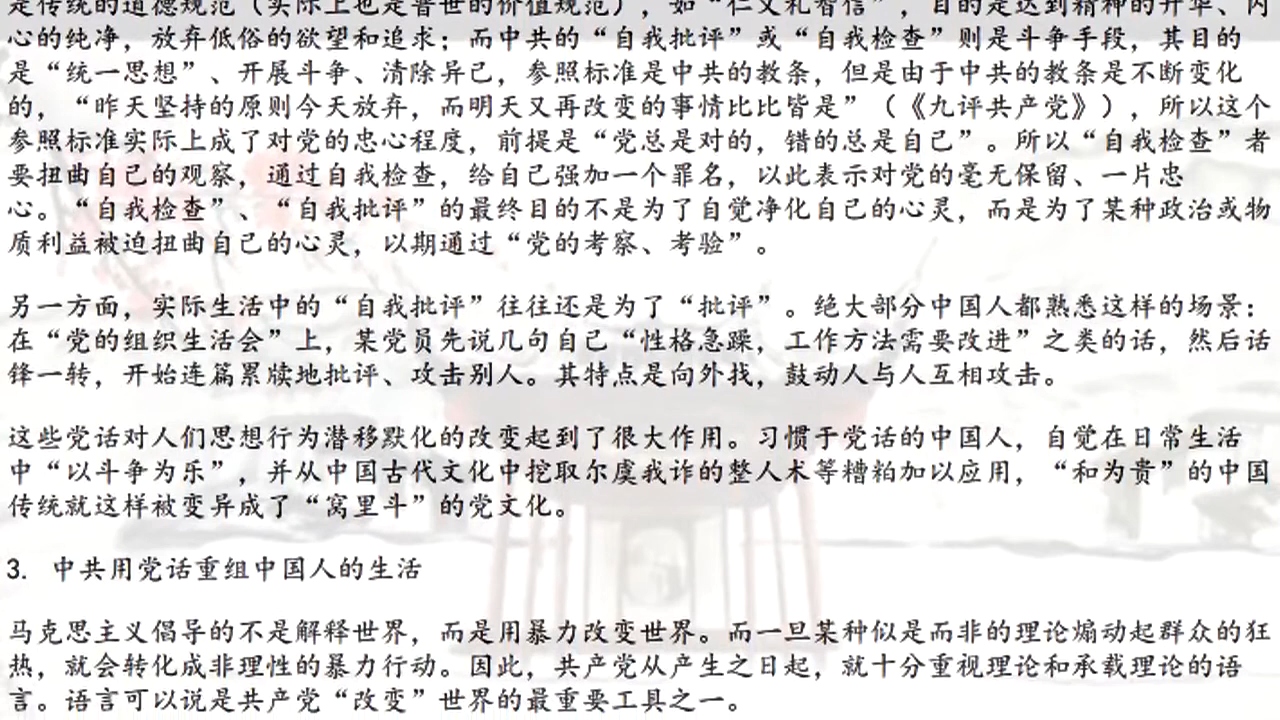 是传统的道德规范（实际上也是普世的价值规范），如“仁义礼智信”，目的是达到精神的升华、内
心的纯净，放弃低俗的欲望和追求；而中共的“自我批评”或“自我检查”则是斗争手段，其目的
是“统一思想”、开展斗争、清除异己，参照标准是中共的教条，但是由于中共的教条是不断变化
的，“昨天坚持的原则今天放弃，而明天又再改变的事情比比皆是”（《九评共产党》），所以这个
参照标准实际上成了对党的忠心程度，前提是“党总是对的，错的总是自己”。所以“自我检查”者
要扭曲自己的观察，通过自我检查，给自己强加一个罪名，以此表示对党的毫无保留、一片忠
心。“自我检查”、“自我批评”的最终目的不是为了自觉净化自己的心灵，而是为了某种政治或物
质利益被迫扭曲自己的心灵，以期通过“党的考察、考验”。
另一方面，实际生活中的“自我批评”往往还是为了“批评”。绝大部分中国人都熟悉这样的场景：
在“党的组织生活会”上，某党员先说几句自己“性格急躁，工作方法需要改进”之类的话，然后话
锋一转，开始连篇累牍地批评、攻击别人。其特点是向外找，鼓动人与人互相攻击。
这些党话对人们思想行为潜移默化的改变起到了很大作用。习惯于党话的中国人，自觉在日常生活
中“以斗争为乐”，并从中国古代文化中挖取尔虞我诈的整人术等糟粕加以应用，“和为贵”的中国
传统就这样被变异成了“窝里斗”的党文化。
3. 中共用党话重组中国人的生活
马克思主义倡导的不是解释世界，而是用暴力改变世界。而一旦某种似是而非的理论煽动起群众的狂
热，就会转化成非理性的暴力行动。因此，共产党从产生之日起，就十分重视理论和承载理论的语
言。语言可以说是共产党“改变”世界的最重要工具之一。